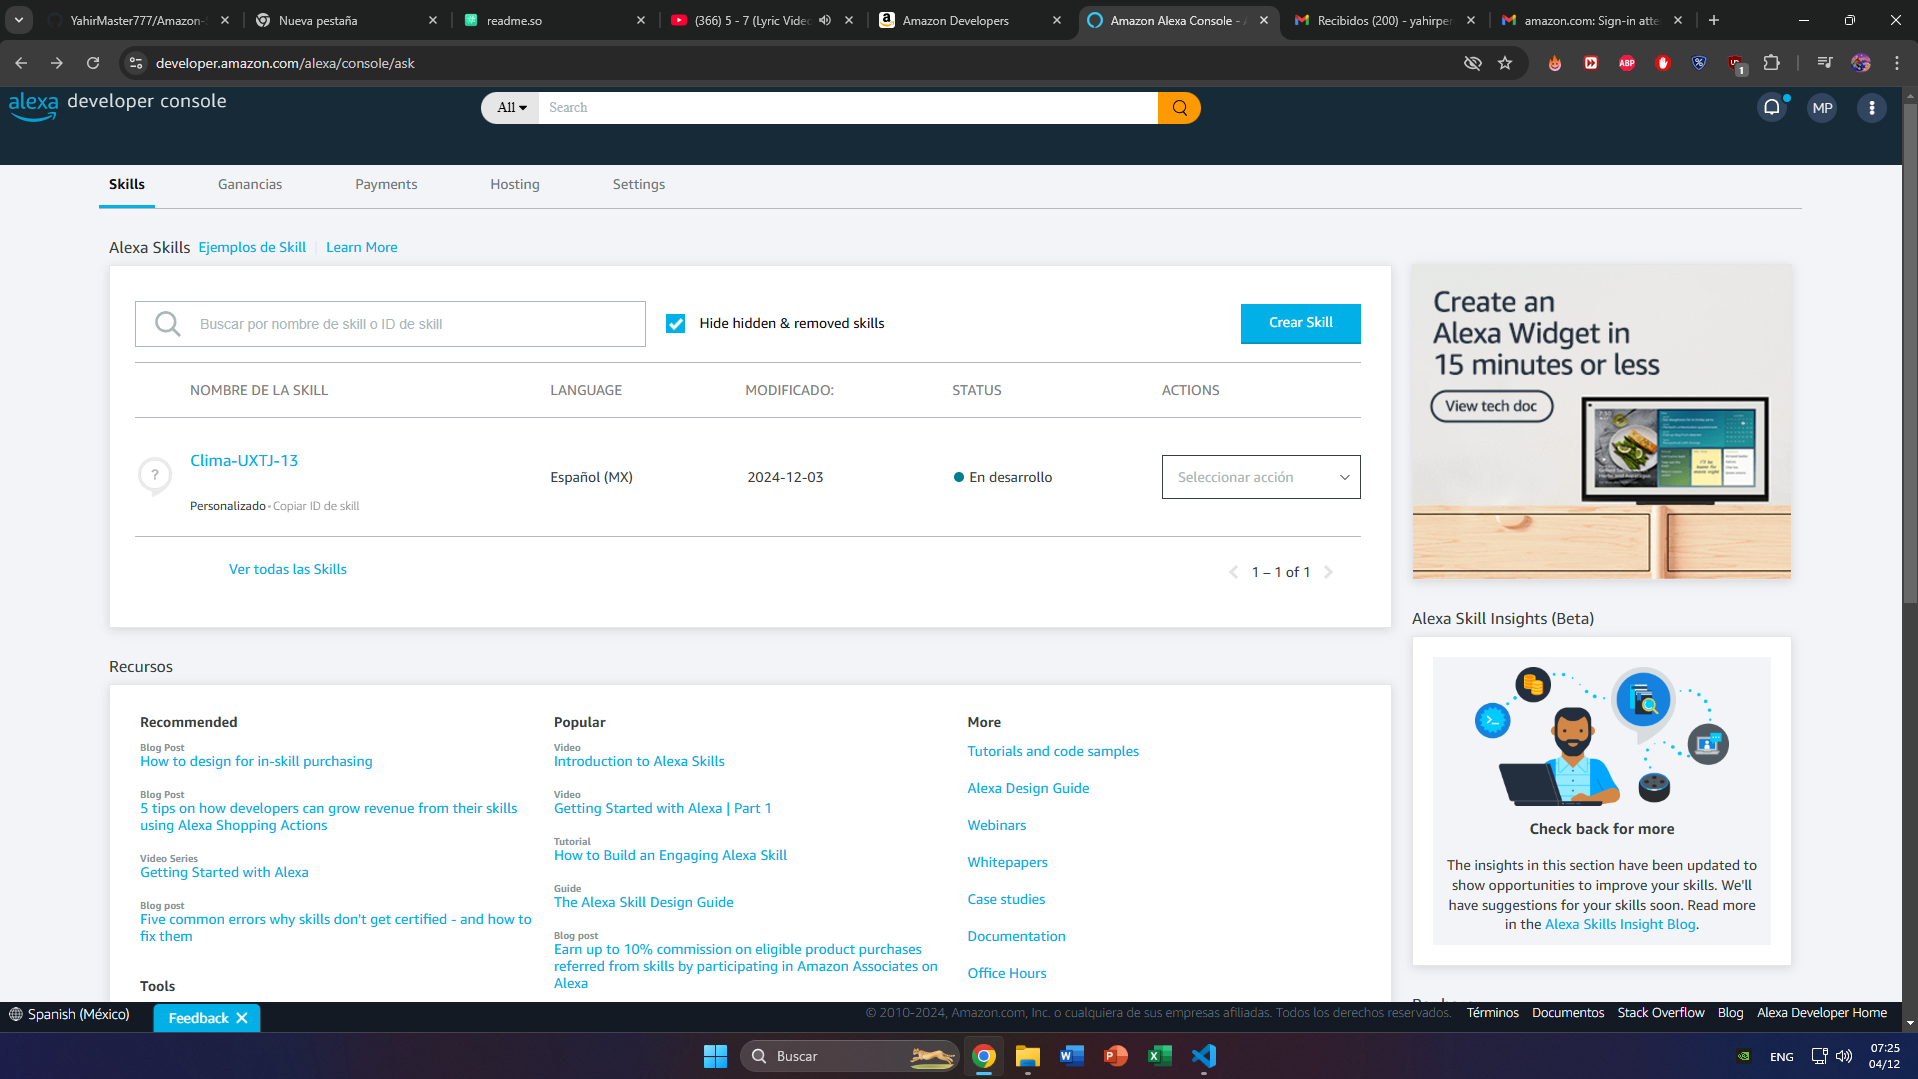 YahirMaster777/Amazon-
Nueva pestaña
readme.so
(366) 5 - 7 (Lyric Video
Amazon Developers
Amazon Alexa Console - A
Recibidos (200) - yahirper
amazon.com: Sign-in atte
developer.amazon.com/alexa/console/ask
ABP
1
alexa developer console
All
Search
MP
Skills
Ganancias
Payments
Hosting
Settings
Alexa Skills Ejemplos de Skill Learn More
Buscar por nombre de skill o ID de skill
Hide hidden & removed skills
Crear Skill
NOMBRE DE LA SKILL
LANGUAGE
MODIFICADO:
STATUS
ACTIONS
?
Clima-UXTJ-13
Español (MX)
2024-12-03
En desarrollo
Seleccionar acción
Personalizado • Copiar ID de skill
Ver todas las Skills
1 – 1 of 1
Create an
Alexa Widget in
15 minutes or less
View tech doc
Recursos
Recommended
Blog Post
How to design for in-skill purchasing
Blog Post
5 tips on how developers can grow revenue from their skills
using Alexa Shopping Actions
Video Series
Getting Started with Alexa
Blog post
Five common errors why skills don't get certified - and how to
fix them
Tools
Popular
Video
Introduction to Alexa Skills
Video
Getting Started with Alexa | Part 1
Tutorial
How to Build an Engaging Alexa Skill
Guide
The Alexa Skill Design Guide
Blog post
Earn up to 10% commission on eligible product purchases
referred from skills by participating in Amazon Associates on
Alexa
More
Tutorials and code samples
Alexa Design Guide
Webinars
Whitepapers
Case studies
Documentation
Office Hours
Alexa Skill Insights (Beta)
Check back for more
The insights in this section have been updated to
show opportunities to improve your skills. We'll
have suggestions for your skills soon. Read more
in the Alexa Skills Insight Blog.
Spanish (México)
Feedback
© 2010-2024, Amazon.com, Inc. o cualquiera de sus empresas afiliadas. Todos los derechos reservados.
Términos
Documentos
Stack Overflow
Blog
Alexa Developer Home
Buscar
ENG
07:25
04/12